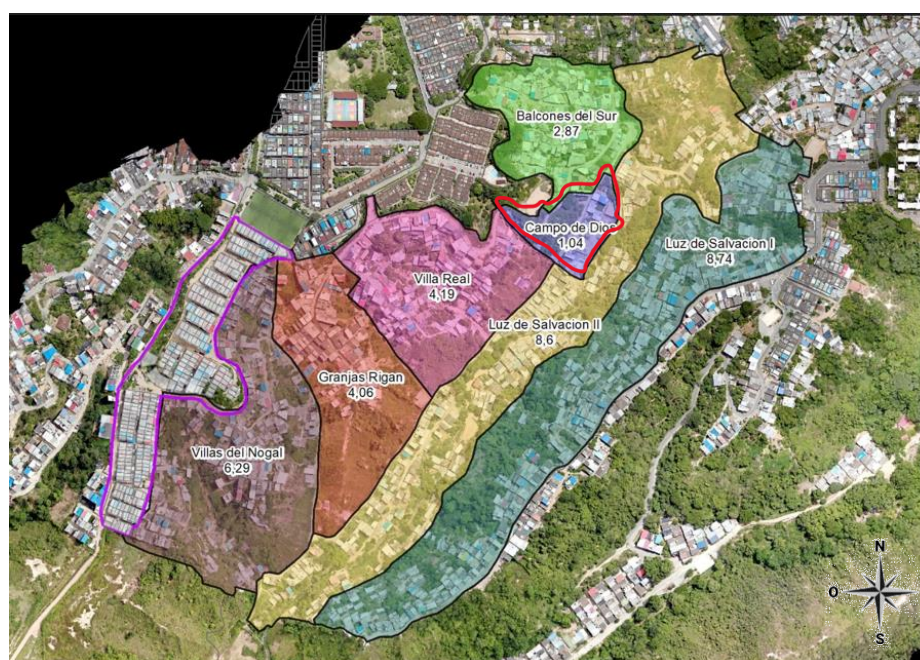 Balcones del Sur
2,87
Campo de Dios
1,04
Luz de Salvacion I
8,74
Villa Real
4,19
Luz de Salvacion II
8,6
Granjas Rigan
4,06
Villas del Nogal
6,29
N
O
E
S